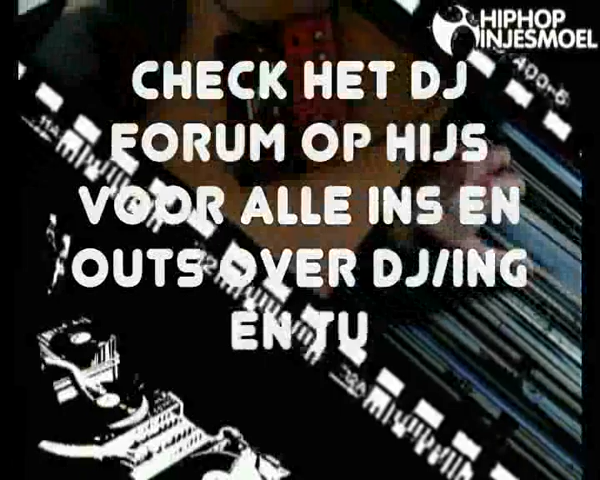 HIPHOP
INJESMOEL
CHECK HET DJ
FORUM OP HIJS
VOOR ALLE INS EN
OUTS OVER DJ/ING
EN TU